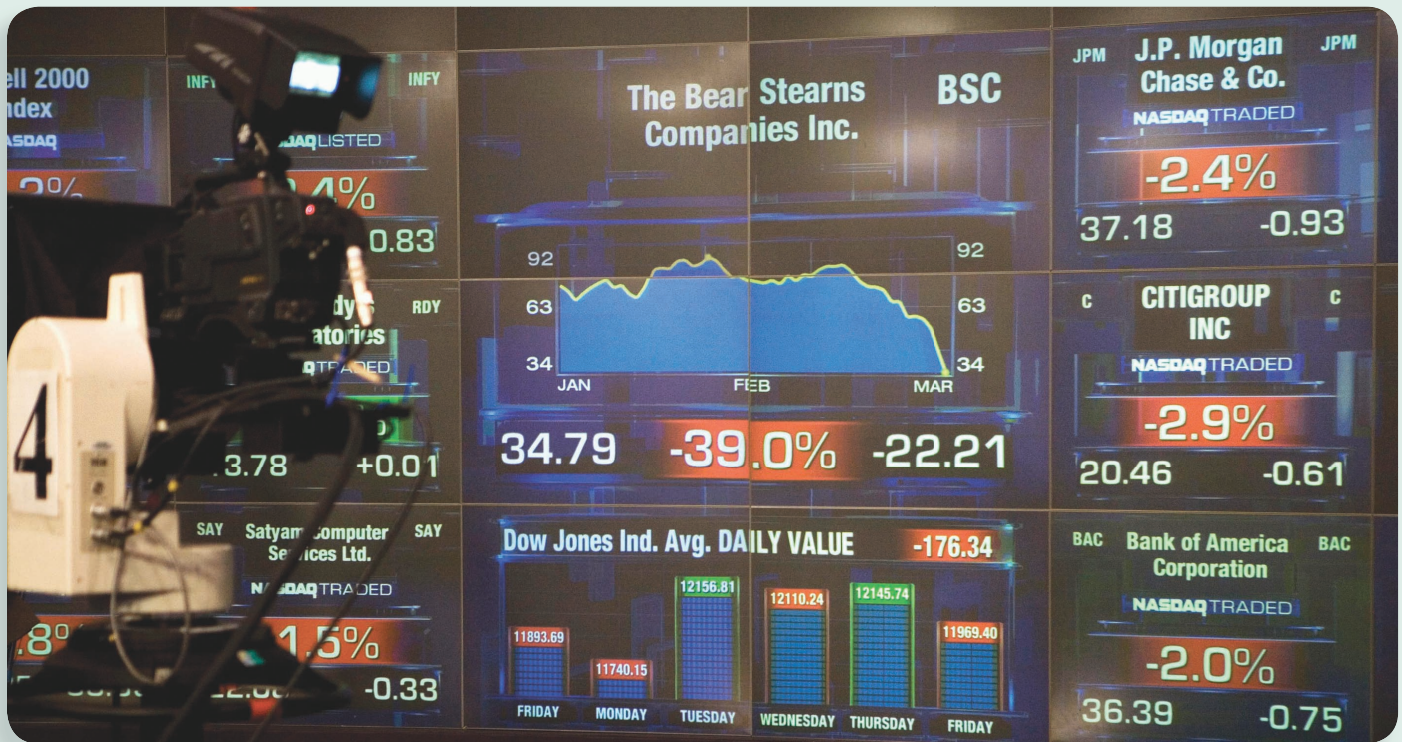 ell 2000
ndex
INFY
LISTED
.4%
0.83
RDY
atories
TRADED
3.78
+0.01
4
SAY
Satyam Computer
Services Ltd.
SAY
NASDAQ TRADED
1.5%
-0.33
The Bear Stearns
Companies Inc.
BSC
92
63
34
92
63
34
JAN
FEB
MAR
34.79
-39.0%
-22.21
Dow Jones Ind. Avg. DAILY VALUE
-176.34
11893.69
11740.15
12156.81
12110.24
12145.74
11969.40
FRIDAY
MONDAY
TUESDAY
WEDNESDAY
THURSDAY
FRIDAY
JPM
J.P. Morgan
Chase & Co.
JPM
NASDAQ TRADED
-2.4%
37.18
-0.93
C
CITIGROUP
INC
C
NASDAQ TRADED
-2.9%
20.46
-0.61
BAC
Bank of America
Corporation
BAC
NASDAQ TRADED
-2.0%
36.39
-0.75